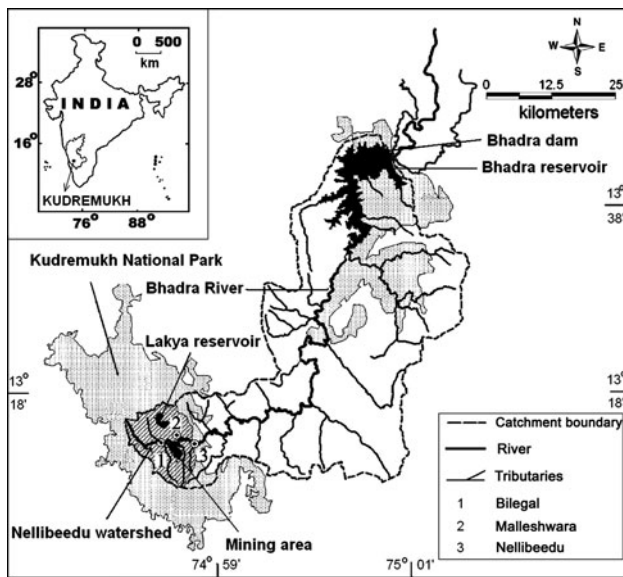 0 500
km
28°
INDIA
16°
KUDREMUKH
76° 88°
N
W E
S
0 12.5 25
kilometers
Bhadra dam
Bhadra reservoir
13°
38'
Kudremukh National Park
Bhadra River
Lakya reservoir
13°
18'
13°
18'
2
1
3
Nellibeedu watershed
Mining area
74° 59'
75° 01'
Catchment boundary
River
Tributaries
1 Bilegal
2 Malleshwara
3 Nellibeedu